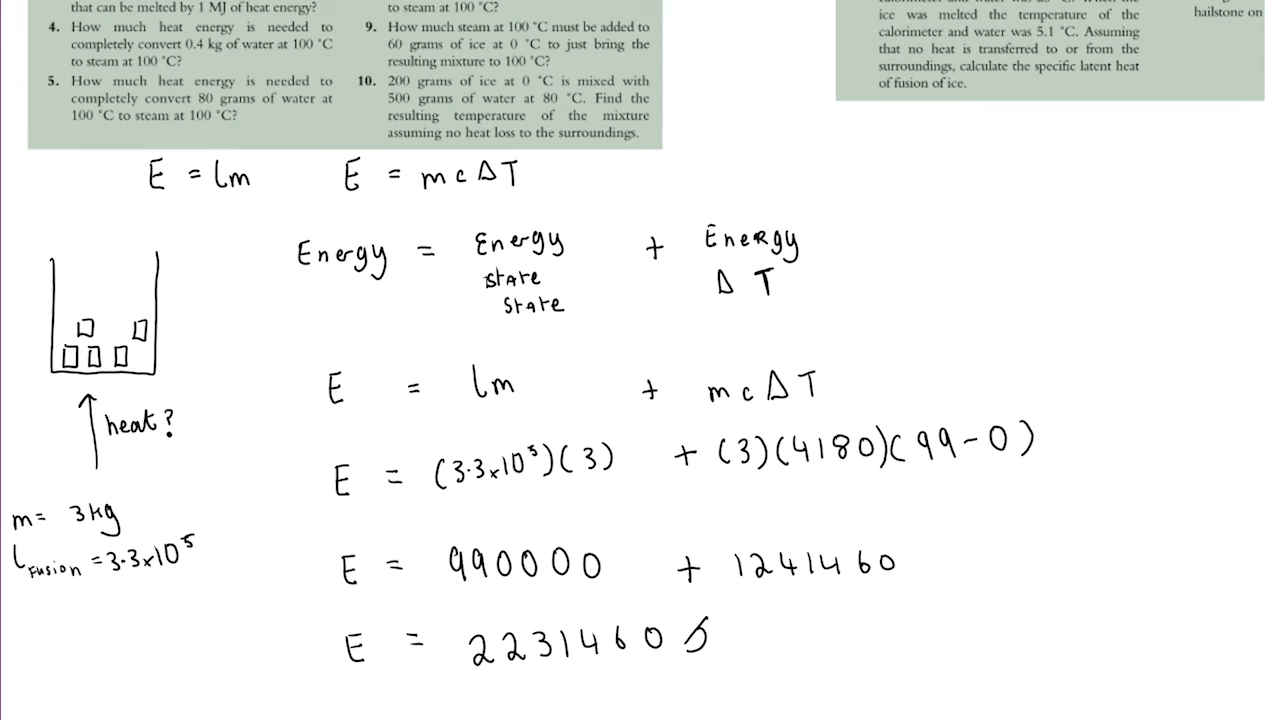 that can be melted by 1 MJ of heat energy?
4. How much heat energy is needed to
completely convert 0.4 kg of water at 100 °C
to steam at 100 °C?
5. How much heat energy is needed to
completely convert 80 grams of water at
100 °C to steam at 100 °C?
to steam at 100 °C?
9. How much steam at 100 °C must be added to
60 grams of ice at 0 °C to just bring the
resulting mixture to 100 °C?
10. 200 grams of ice at 0 °C is mixed with
500 grams of water at 80 °C. Find the
resulting temperature of the mixture
assuming no heat loss to the surroundings.
ice was melted the temperature of the
calorimeter and water was 5.1 °C. Assuming
that no heat is transferred to or from the
surroundings, calculate the specific latent heat
of fusion of ice.
hailstone on
E = lm
E = mcΔT
Energy = Energy + Energy
state ΔT
state
E = lm + mcΔT
heat?
E = (3.3x10⁵)(3) + (3)(4180)(99-0)
m= 3kg
l Fusion =3.3x10⁵
E = 990000 + 1241460
E = 2231460 J